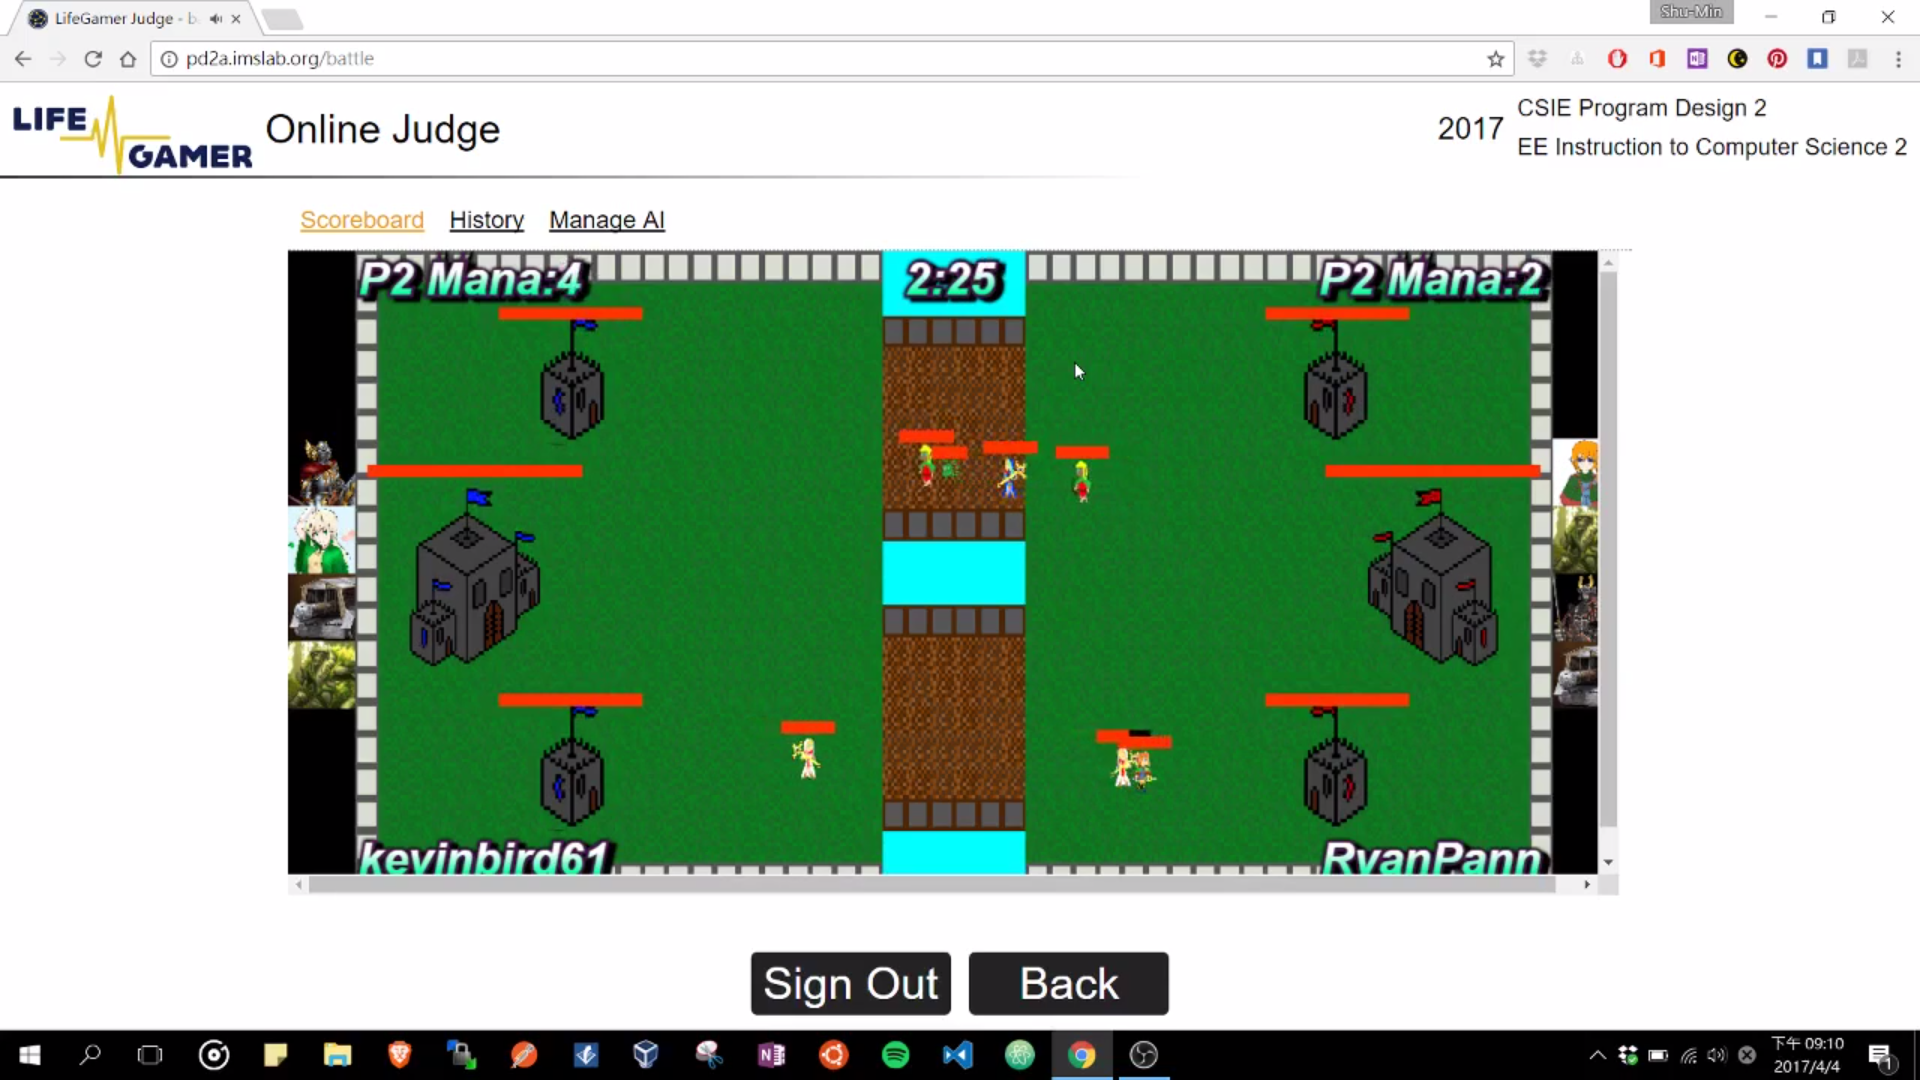 LifeGamer Judge - b
Shu-Min
pd2a.imslab.org/battle
LIFE
GAMER
Online Judge
2017
CSIE Program Design 2
EE Instruction to Computer Science 2
Scoreboard History Manage AI
P2 Mana:4
2:25
P2 Mana:2
kevinbird61
RyanPann
Sign Out
Back
下午 09:10
2017/4/4
1